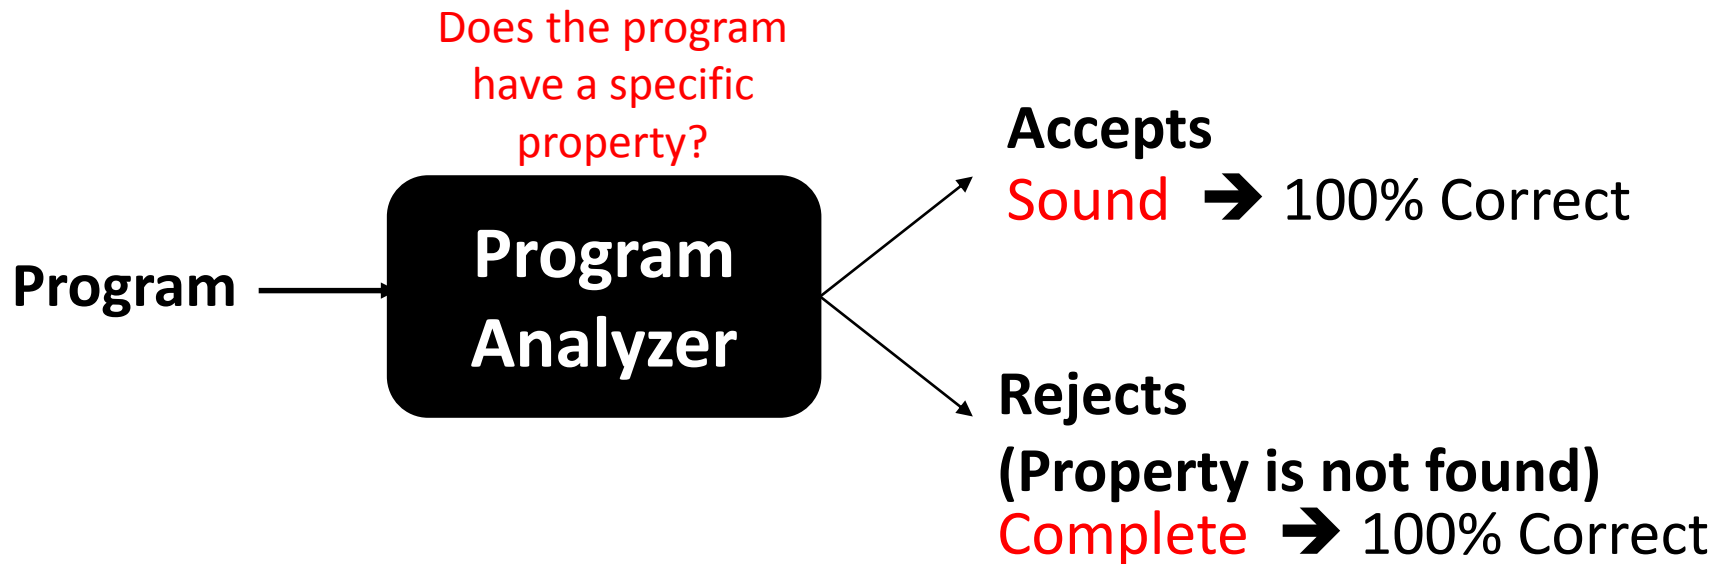 Does the program
have a specific
property?
Program
Program
Analyzer
Accepts
Sound ➔ 100% Correct
Rejects
(Property is not found)
Complete ➔ 100% Correct